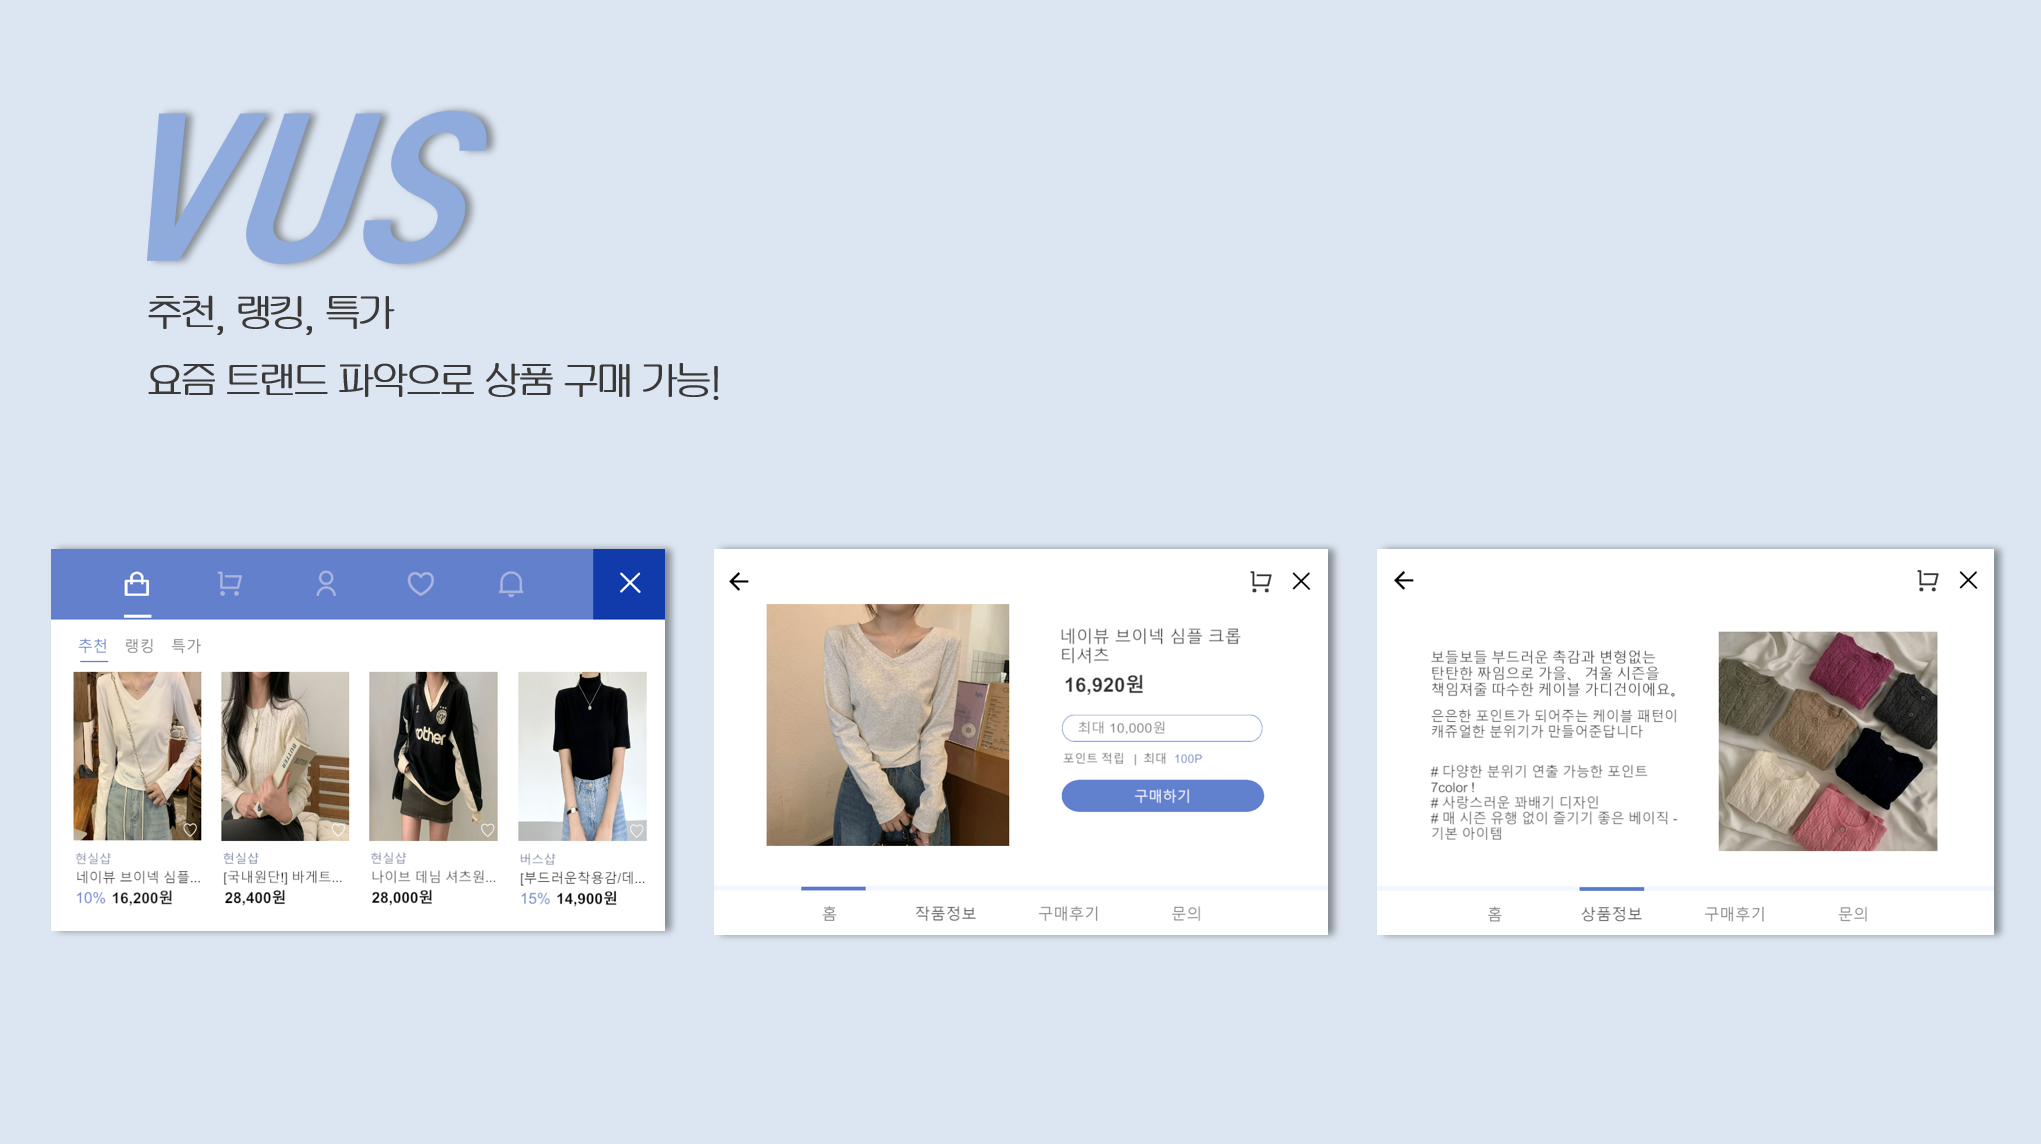 VUS
추천, 랭킹, 특가
요즘 트랜드 파악으로 상품 구매 가능!
추천 랭킹 특가
현실샵
네이뷰 브이넥 심플...
10% 16,200원
현실샵
[국내원단!] 바게트...
28,400원
현실샵
나이브 데님 셔츠원...
28,000원
버스샵
[부드러운착용감/데...
15% 14,900원
네이뷰 브이넥 심플 크롭
티셔츠
16,920원
최대 10,000원
포인트 적립 | 최대 100P
구매하기
홈 작품정보 구매후기 문의
보들보들 부드러운 촉감과 변형없는
탄탄한 짜임으로 가을、 겨울 시즌을
책임져줄 따수한 케이블 가디건이에요。
은은한 포인트가 되어주는 케이블 패턴이
캐쥬얼한 분위기가 만들어준답니다
# 다양한 분위기 연출 가능한 포인트
7color !
# 사랑스러운 꽈배기 디자인
# 매 시즌 유행 없이 즐기기 좋은 베이직 -
기본 아이템
홈 상품정보 구매후기 문의